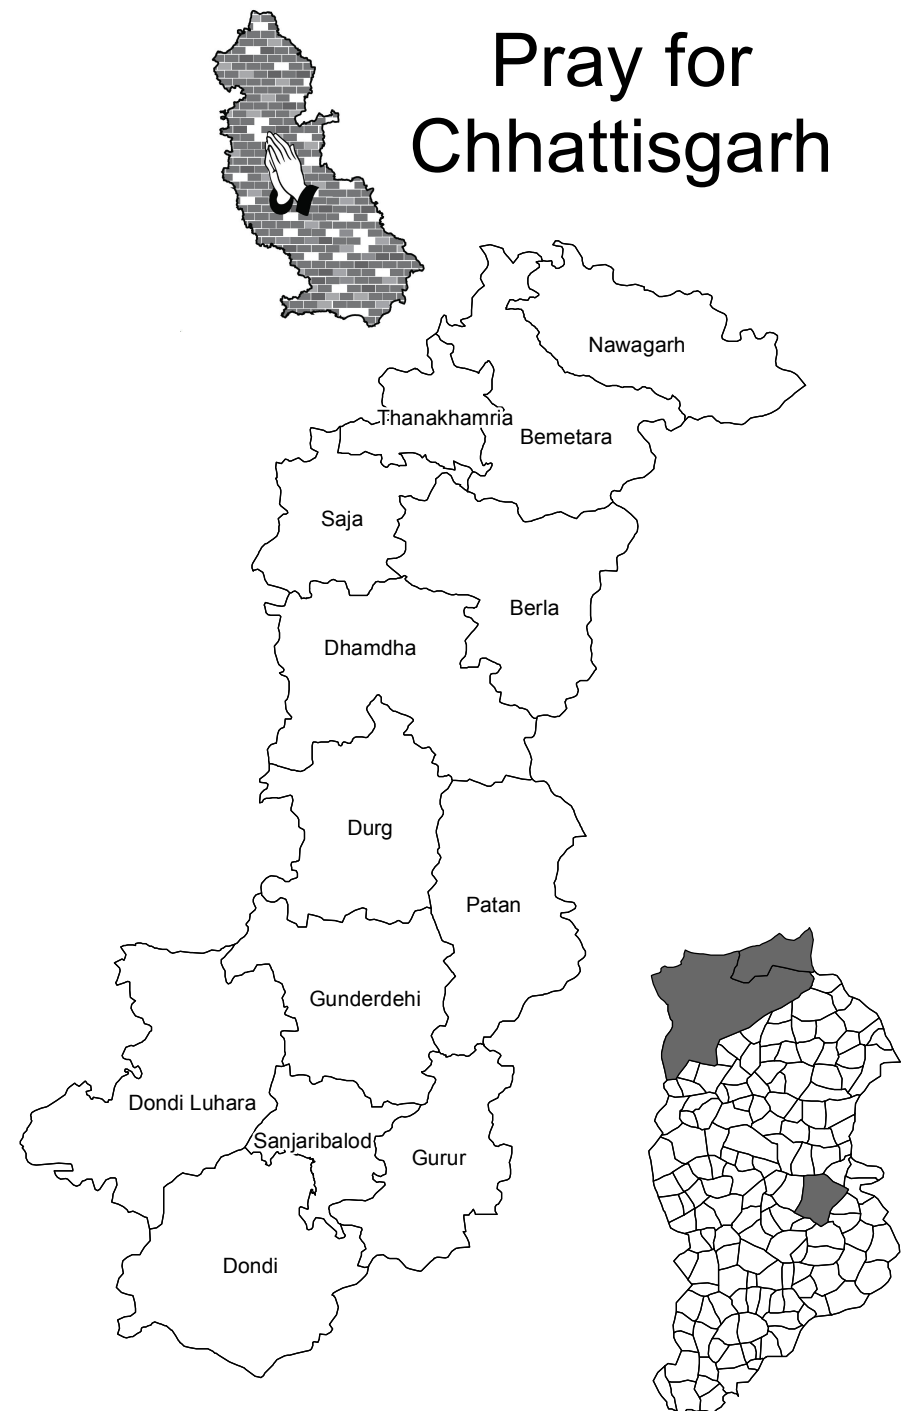 Pray for
Chhattisgarh
Nawagarh
Thanakhamria
Bemetara
Saja
Berla
Dhamdha
Durg
Patan
Gunderdehi
Dondi Luhara
Sanjaribalod
Gurur
Dondi